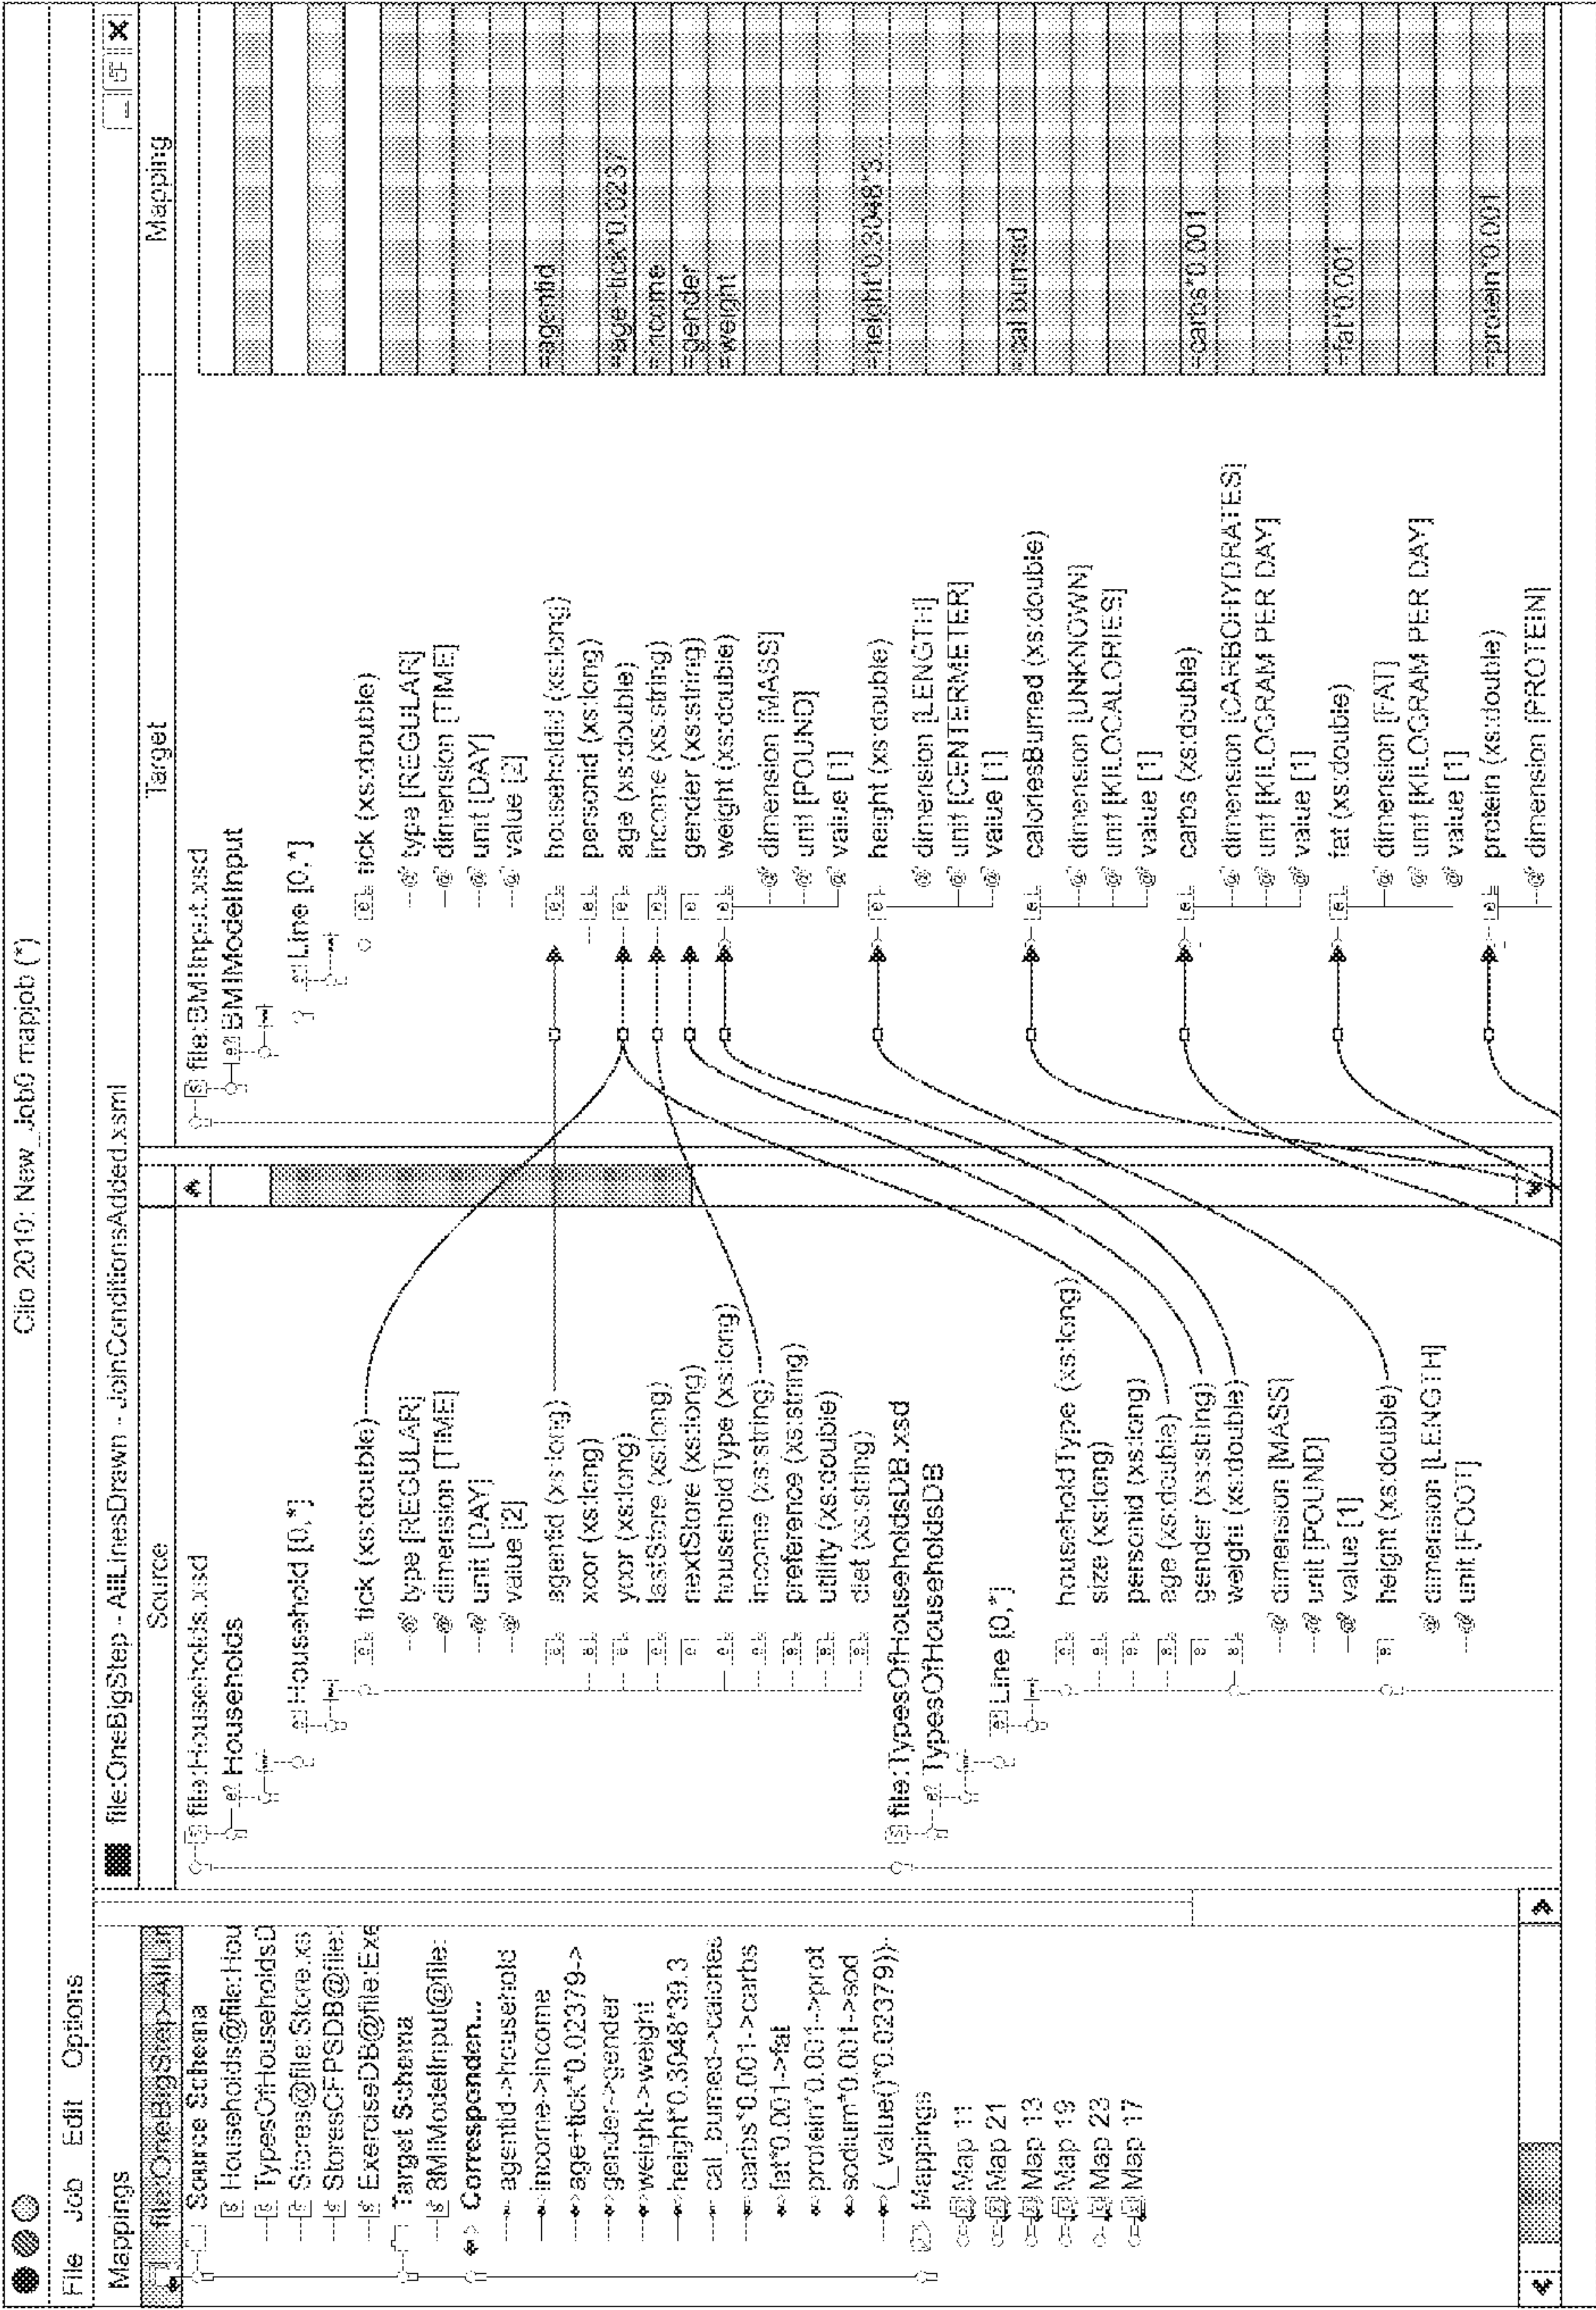 Clio 2010: New_Job0 mapjob (*)
File Job Edit Options
Mappings
file:OneBigStep>AllLin
Source Schema
Households@file:Hou
TypesOfHouseholdsD
Stores@file:Store.xs
StoresCFPSDB@file:
ExerciseDB@file:Exe
Target Schema
BMIModelInput@file:
Corresponden...
agentid->household
income->income
age+tick*0.02379->
gender->gender
weight->weight
height*0.3048*39.3
cal_burned->calories
carbs*0.001->carbs
fat*0.001->fat
protein*0.001->prot
sodium*0.001->sod
(_value()*0.02379))-
Mappings
Map 11
Map 21
Map 13
Map 19
Map 23
Map 17
file:OneBigStep - AllLinesDrawn - JoinConditionsAdded.xsml
Source
file:Households.xsd
Households
Household [0,*]
tick (xs:double)
type [REGULAR]
dimension [TIME]
unit [DAY]
value [2]
agentid (xs:long)
xcor (xs:long)
ycor (xs:long)
lastStore (xs:long)
nextStore (xs:long)
householdType (xs:long)
income (xs:string)
preference (xs:string)
utility (xs:double)
diet (xs:string)
file:TypesOfHouseholdsDB.xsd
TypesOfHouseholdsDB
Line [0,*]
householdType (xs:long)
size (xs:long)
personid (xs:long)
age (xs:double)
gender (xs:string)
weight (xs:double)
dimension [MASS]
unit [POUND]
value [1]
height (xs:double)
dimension [LENGTH]
unit [FOOT]
Target
file:BMIInput.xsd
BMIModelInput
Line [0,*]
tick (xs:double)
type [REGULAR]
dimension [TIME]
unit [DAY]
value [2]
householdid (xs:long)
personid (xs:long)
age (xs:double)
income (xs:string)
gender (xs:string)
weight (xs:double)
dimension [MASS]
unit [POUND]
value [1]
height (xs:double)
dimension [LENGTH]
unit [CENTERMETER]
value [1]
caloriesBurned (xs:double)
dimension [UNKNOWN]
unit [KILOCALORIES]
value [1]
carbs (xs:double)
dimension [CARBOHYDRATES]
unit [KILOGRAM PER DAY]
value [1]
fat (xs:double)
dimension [FAT]
unit [KILOGRAM PER DAY]
value [1]
protein (xs:double)
dimension [PROTEIN]
Mapping
=agentid
=age+tick*0.0237
=income
=gender
=weight
=height*0.3048*3...
=cal burned
=carbs*0.001
=fat*0.001
=protein*0.001